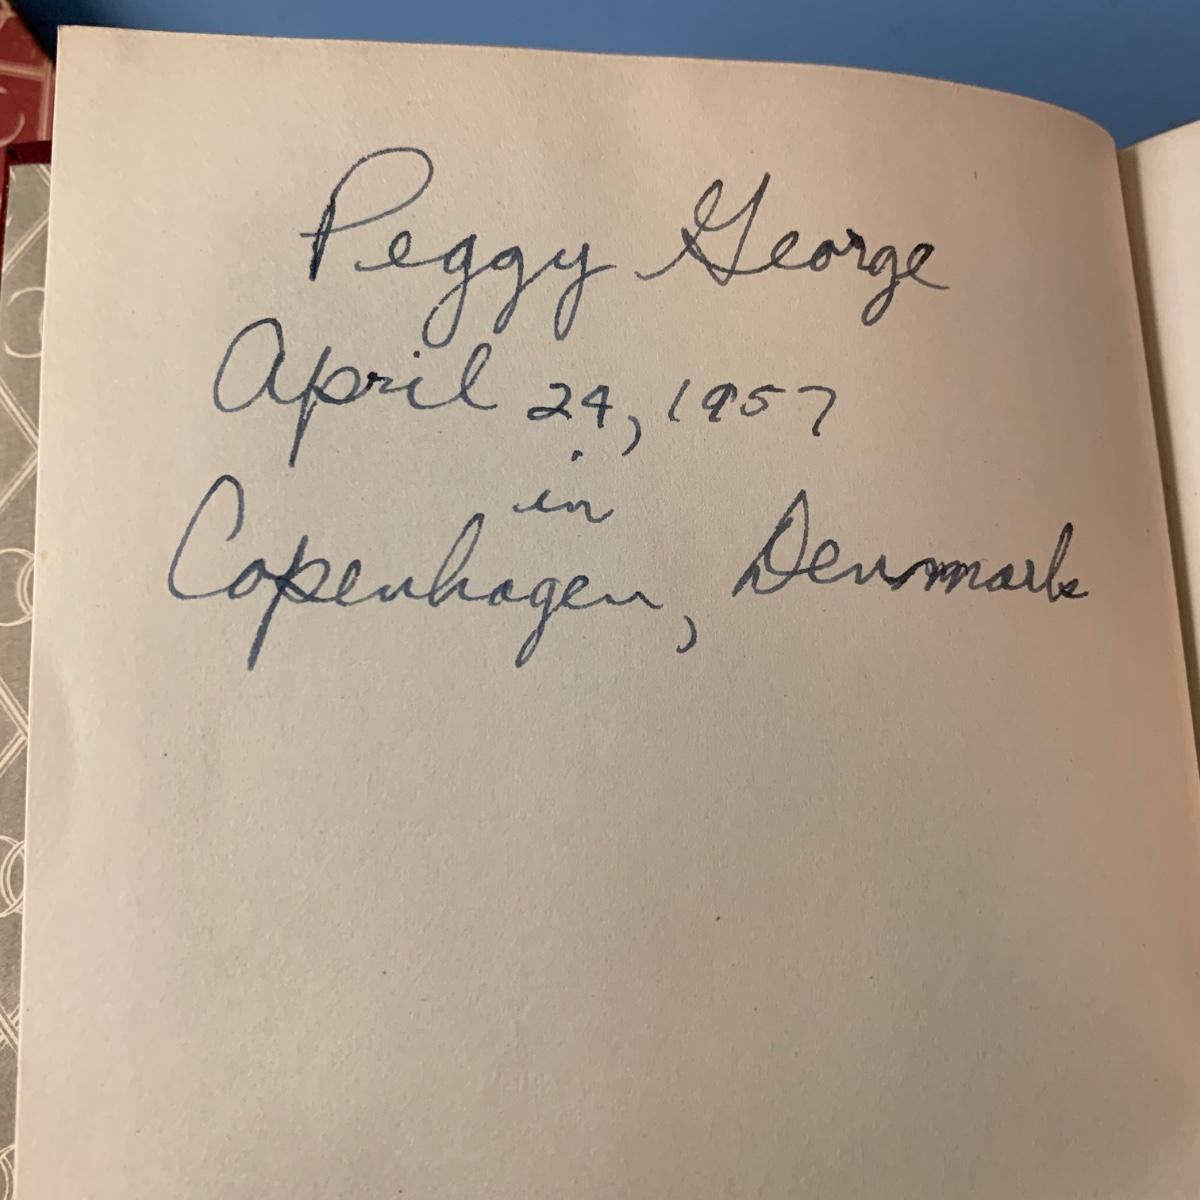 Peggy George
April 24, 1957
in
Copenhagen, Denmark